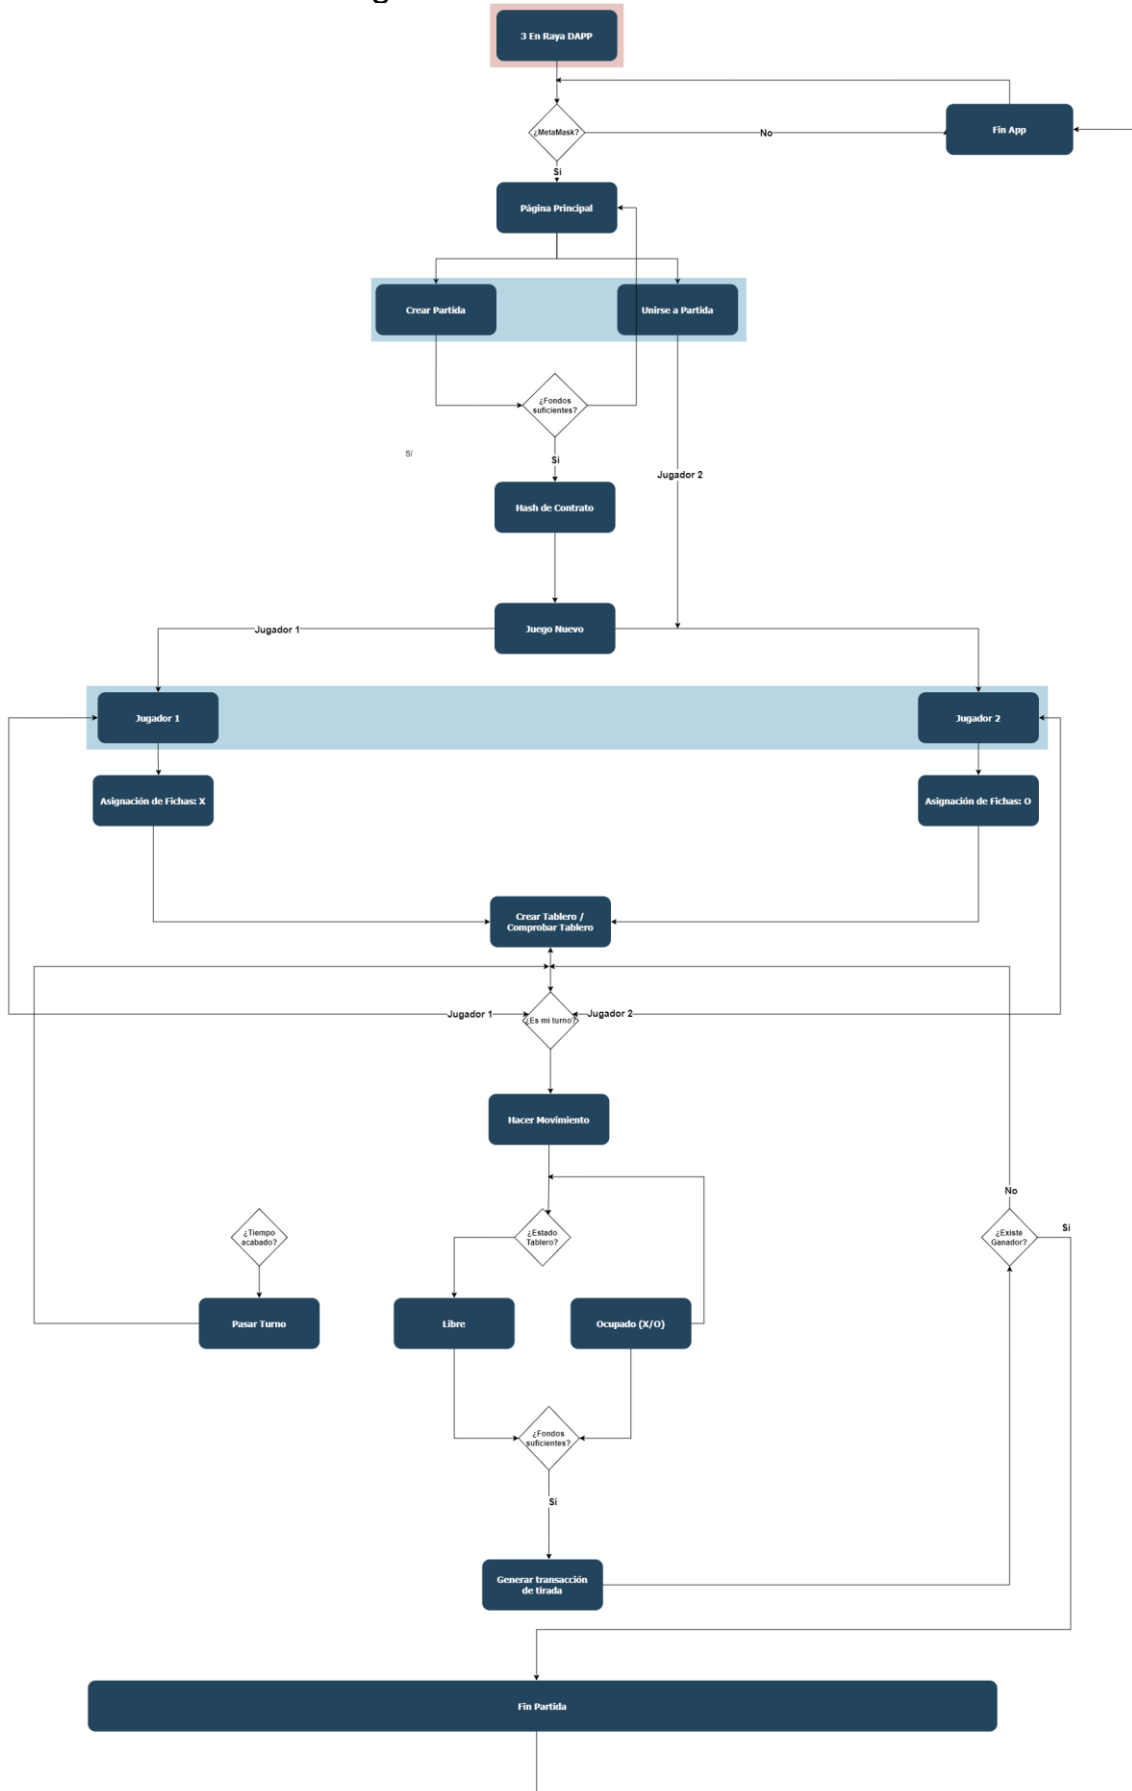 3 En Raya DAPP
¿MetaMask?
No
Fin App
Sí
Página Principal
Crear Partida
Unirse a Partida
¿Fondos
suficientes?
Sí
Sí
Jugador 2
Hash de Contrato
Juego Nuevo
Jugador 1
Jugador 1
Jugador 2
Asignación de Fichas: X
Asignación de Fichas: O
Crear Tablero /
Comprobar Tablero
Jugador 1
¿Es mi turno?
Jugador 2
Hacer Movimiento
No
¿Tiempo
acabado?
¿Estado
Tablero?
¿Existe
Ganador?
Sí
Pasar Turno
Libre
Ocupado (X/O)
¿Fondos
suficientes?
Sí
Generar transacción
de tirada
Fin Partida